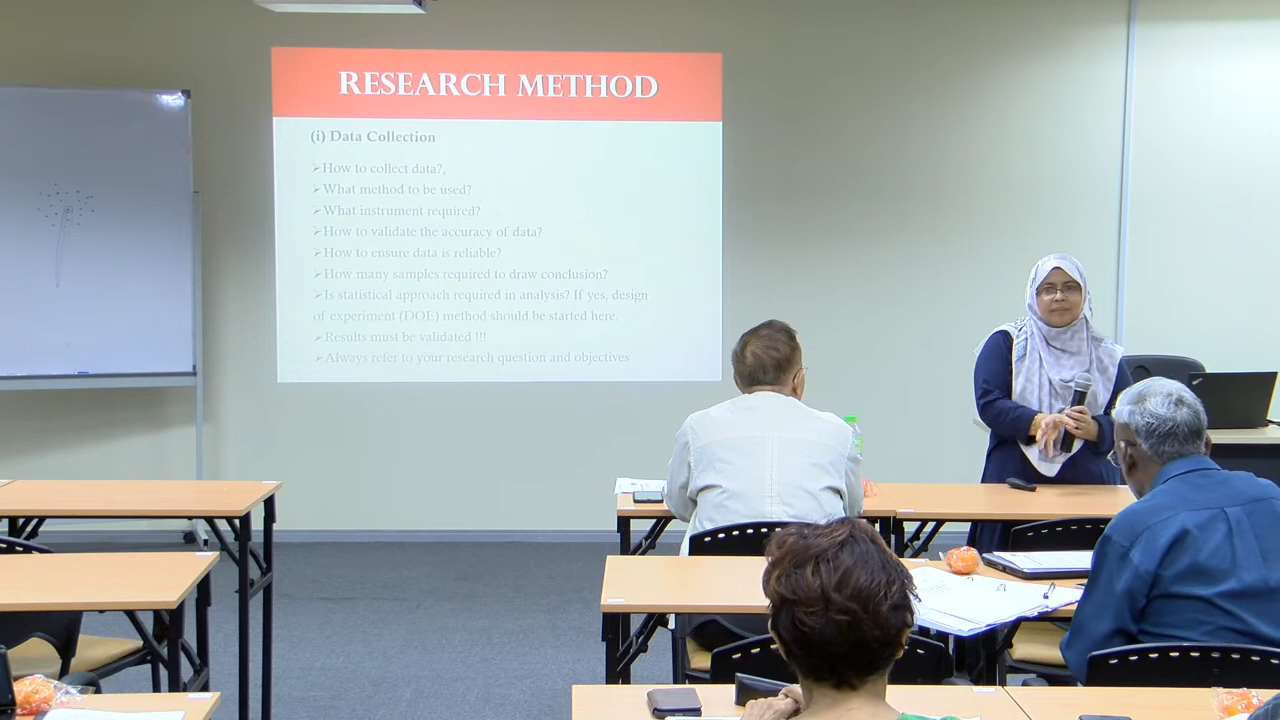 RESEARCH METHOD
(i) Data Collection
➢How to collect data?,
➢What method to be used?
➢What instrument required?
➢How to validate the accuracy of data?
➢How to ensure data is reliable?
➢How many samples required to draw conclusion?
➢Is statistical approach required in analysis? If yes, design
of experiment (DOE) method should be started here.
➢Results must be validated !!!
➢Always refer to your research question and objectives